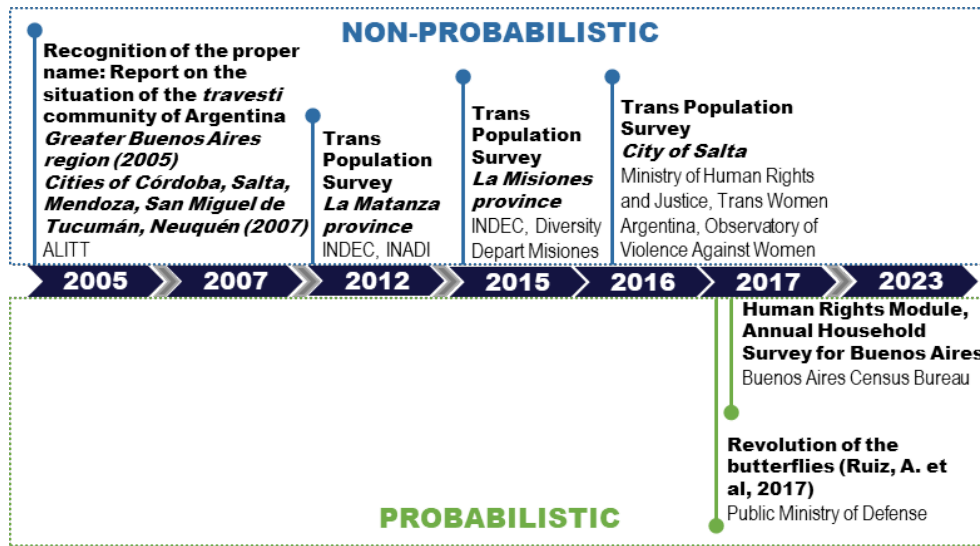 NON-PROBABILISTIC
Recognition of the proper
name: Report on the
situation of the travesti
community of Argentina
Greater Buenos Aires
region (2005)
Cities of Córdoba, Salta,
Mendoza, San Miguel de
Tucumán, Neuquén (2007)
ALITT
Trans
Population
Survey
La Matanza
province
INDEC, INADI
Trans
Population
Survey
La Misiones
province
INDEC, Diversity
Depart Misiones
Trans Population
Survey
City of Salta
Ministry of Human Rights
and Justice, Trans Women
Argentina, Observatory of
Violence Against Women
2005
2007
2012
2015
2016
2017
2023
Human Rights Module,
Annual Household
Survey for Buenos Aires
Buenos Aires Census Bureau
Revolution of the
butterflies (Ruiz, A. et
al, 2017)
Public Ministry of Defense
PROBABILISTIC